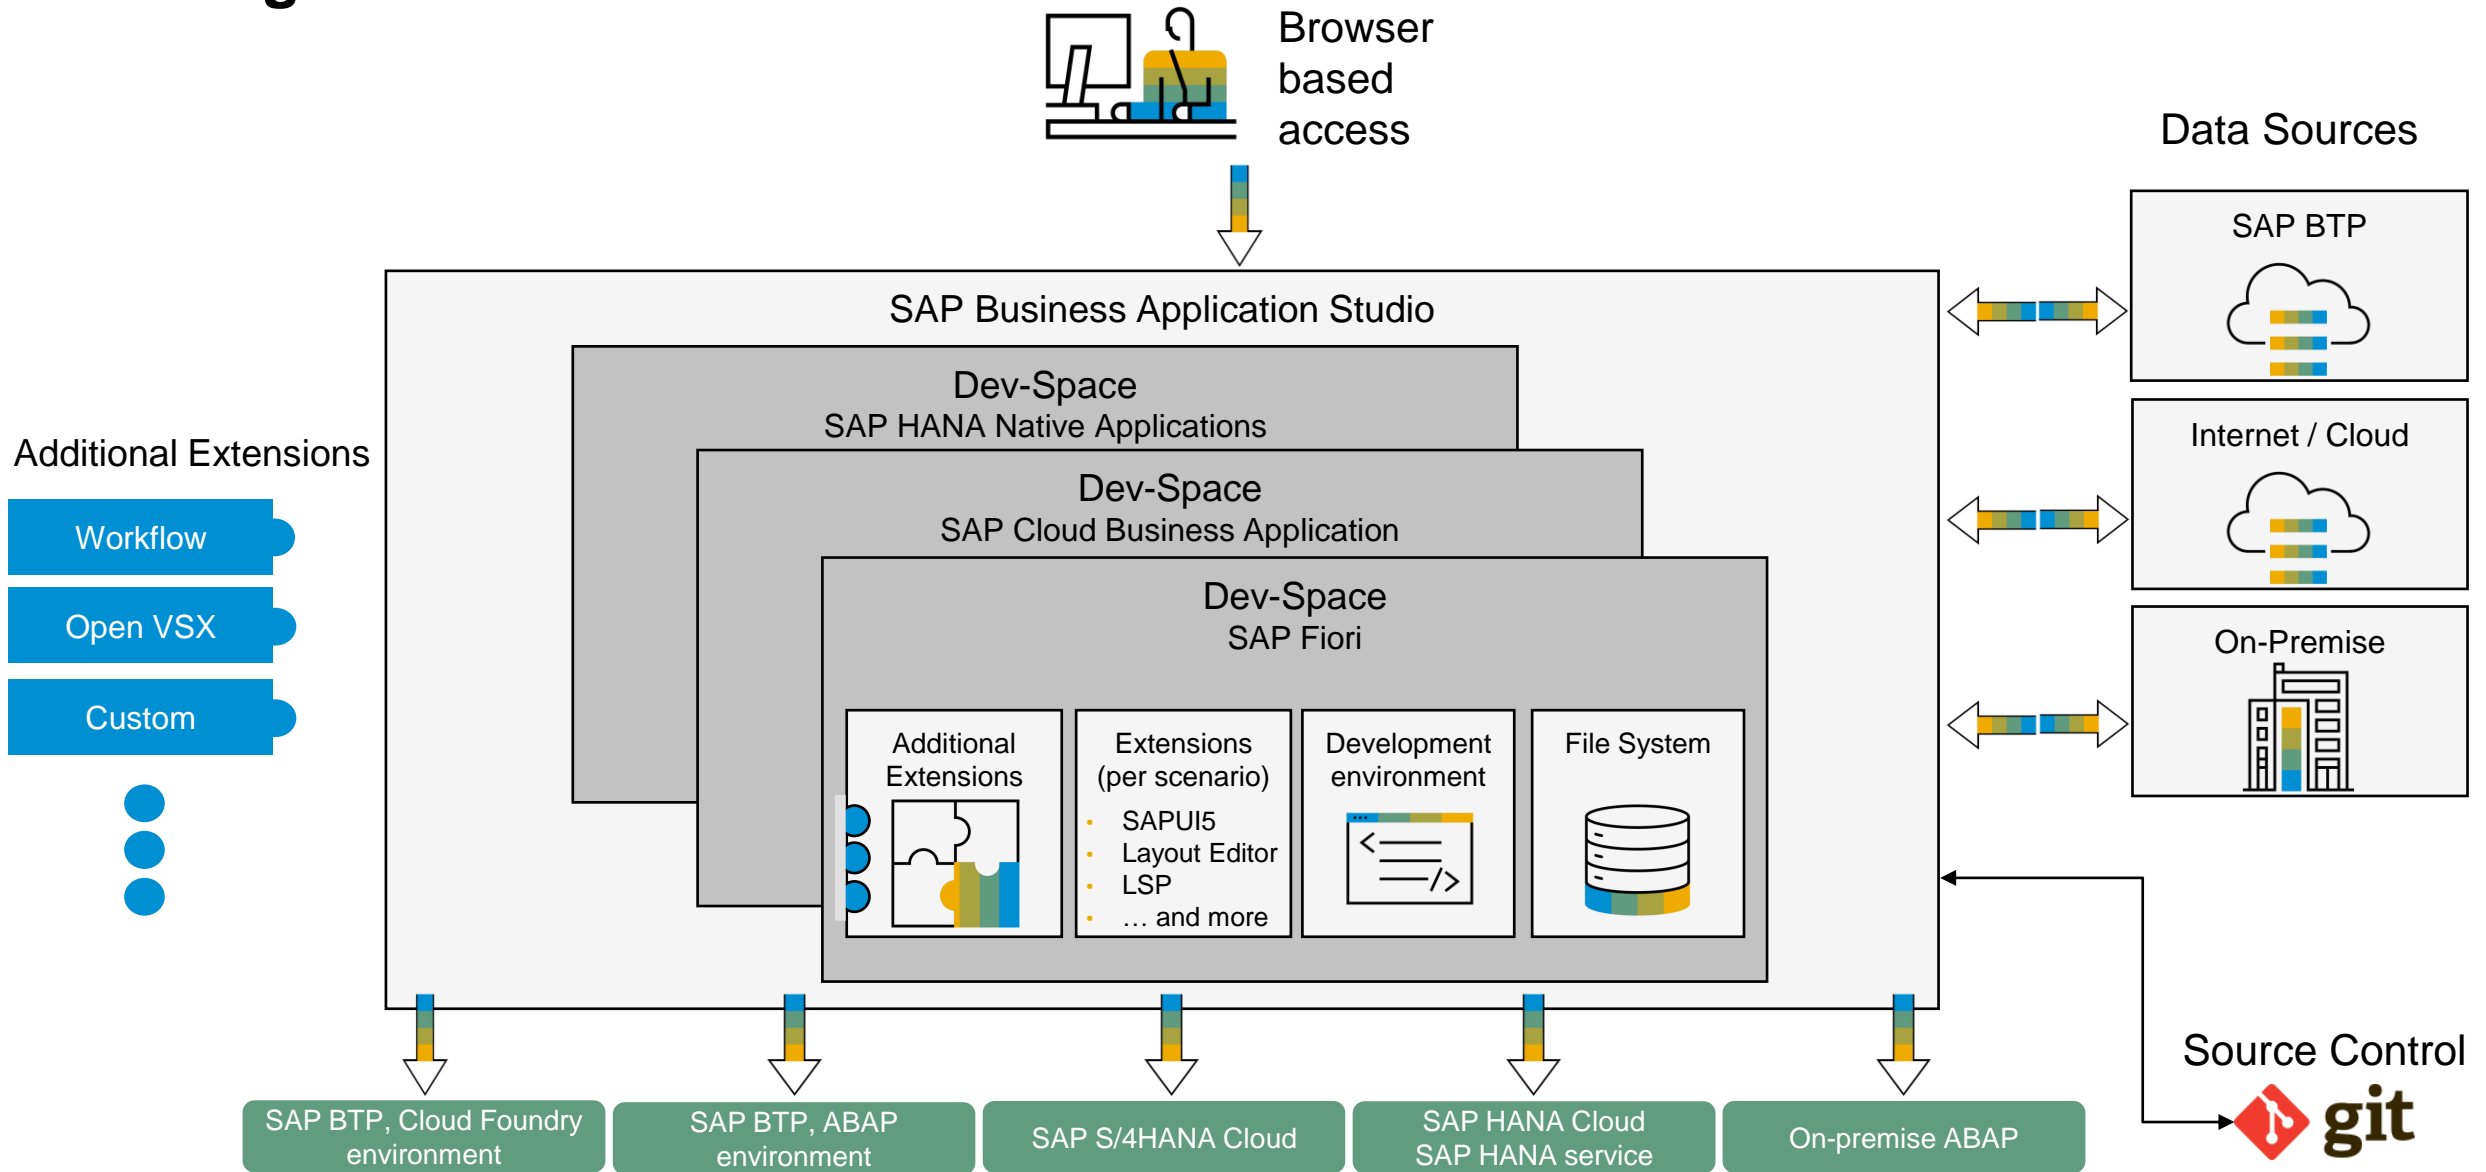 Browser
based
access
Data Sources
SAP BTP
SAP Business Application Studio
Dev-Space
SAP HANA Native Applications
Internet / Cloud
Additional Extensions
Dev-Space
SAP Cloud Business Application
Workflow
Open VSX
Custom
Dev-Space
SAP Fiori
On-Premise
Additional
Extensions
Extensions
(per scenario)
• SAPUI5
• Layout Editor
• LSP
• … and more
Development
environment
File System
Source Control
git
SAP BTP, Cloud Foundry
environment
SAP BTP, ABAP
environment
SAP S/4HANA Cloud
SAP HANA Cloud
SAP HANA service
On-premise ABAP